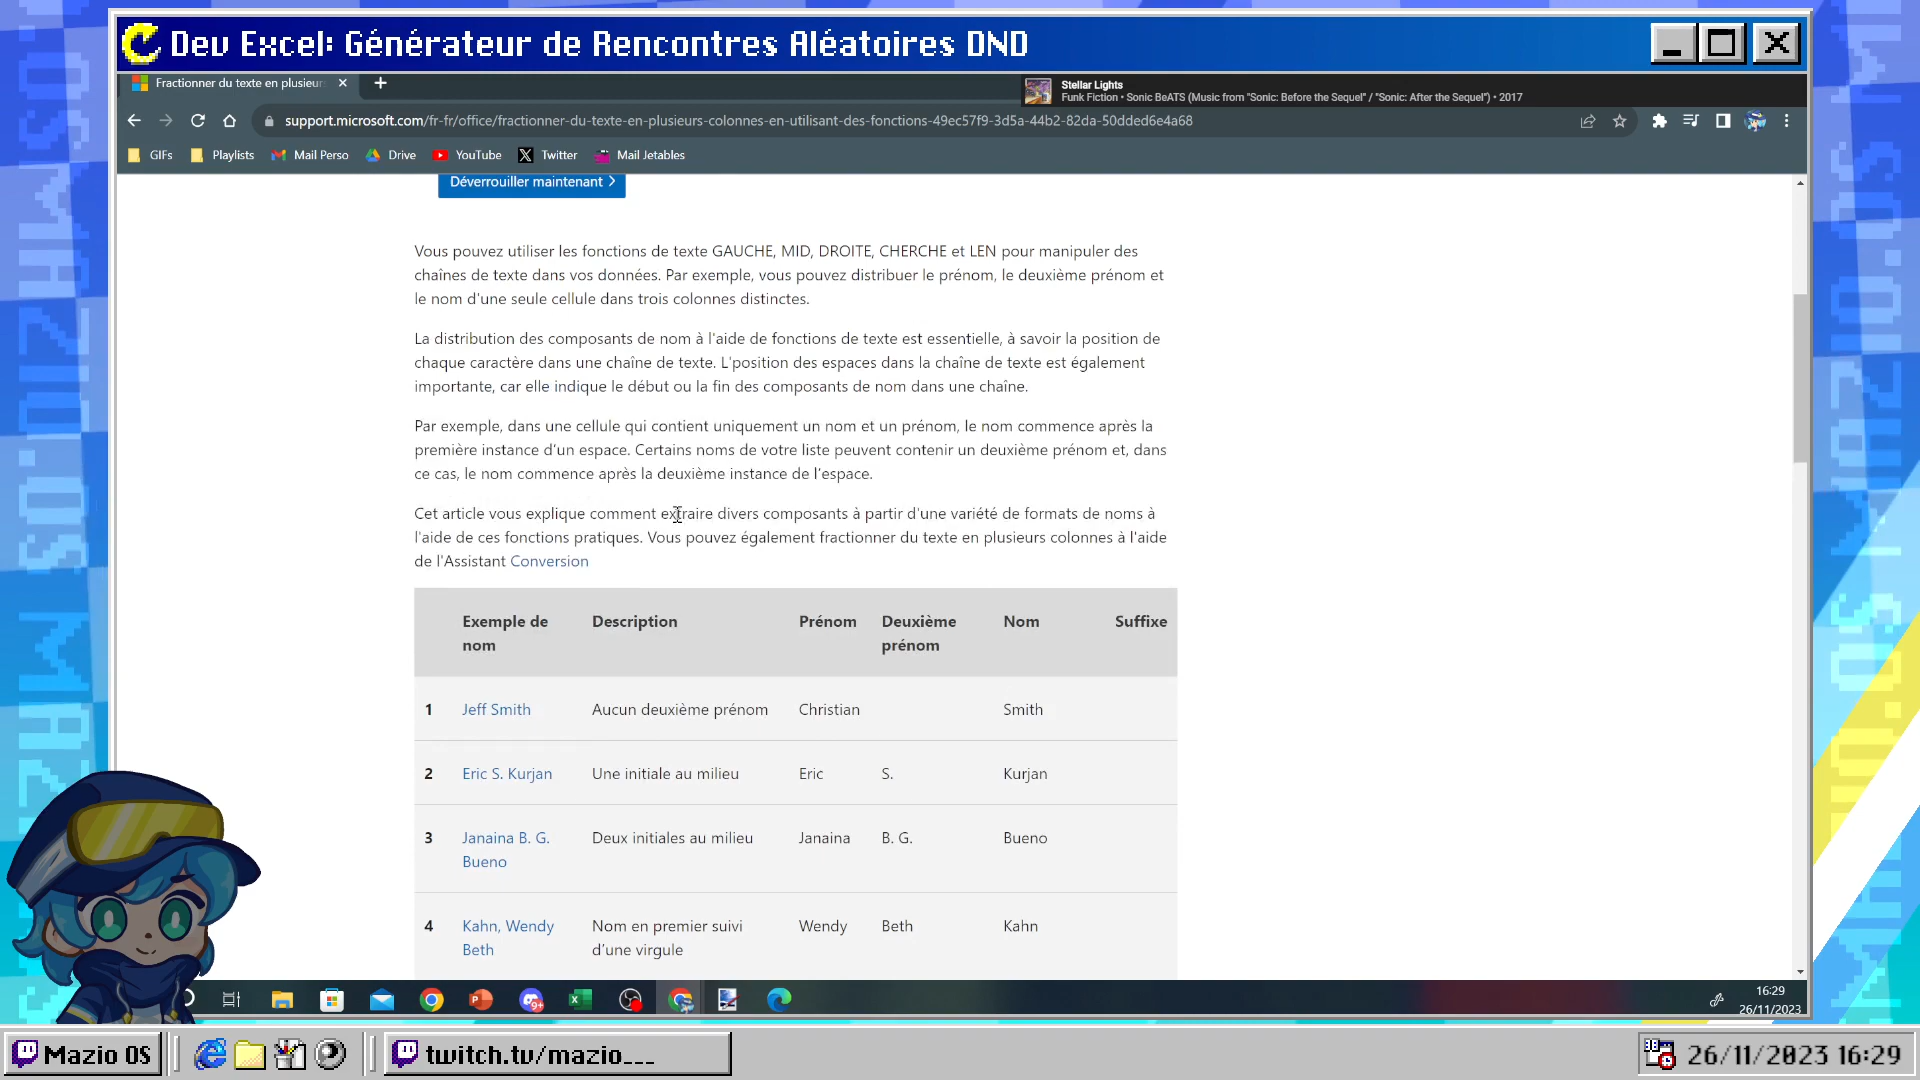 Dev Excel: Générateur de Rencontres Aléatoires DND
Fractionner du texte en plusieurs
Stellar Lights
Funk Fiction • Sonic BeATS (Music from "Sonic: Before the Sequel" / "Sonic: After the Sequel") • 2017
support.microsoft.com/fr-fr/office/fractionner-du-texte-en-plusieurs-colonnes-en-utilisant-des-fonctions-49ec57f9-3d5a-44b2-82da-50dded6e4a68
GIFs Playlists Mail Perso Drive YouTube Twitter Mail Jetables
Déverrouiller maintenant >
Vous pouvez utiliser les fonctions de texte GAUCHE, MID, DROITE, CHERCHE et LEN pour manipuler des
chaînes de texte dans vos données. Par exemple, vous pouvez distribuer le prénom, le deuxième prénom et
le nom d'une seule cellule dans trois colonnes distinctes.
La distribution des composants de nom à l'aide de fonctions de texte est essentielle, à savoir la position de
chaque caractère dans une chaîne de texte. L'position des espaces dans la chaîne de texte est également
importante, car elle indique le début ou la fin des composants de nom dans une chaîne.
Par exemple, dans une cellule qui contient uniquement un nom et un prénom, le nom commence après la
première instance d'un espace. Certains noms de votre liste peuvent contenir un deuxième prénom et, dans
ce cas, le nom commence après la deuxième instance de l'espace.
Cet article vous explique comment extraire divers composants à partir d'une variété de formats de noms à
l'aide de ces fonctions pratiques. Vous pouvez également fractionner du texte en plusieurs colonnes à l'aide
de l'Assistant Conversion
Exemple de nom Description Prénom Deuxième prénom Nom Suffixe
1 Jeff Smith Aucun deuxième prénom Christian Smith
2 Eric S. Kurjan Une initiale au milieu Eric S. Kurjan
3 Janaina B. G. Bueno Deux initiales au milieu Janaina B. G. Bueno
4 Kahn, Wendy Beth Nom en premier suivi d'une virgule Wendy Beth Kahn
16:29
26/11/2023
Mazio OS
twitch.tv/mazio___
26/11/2023 16:29